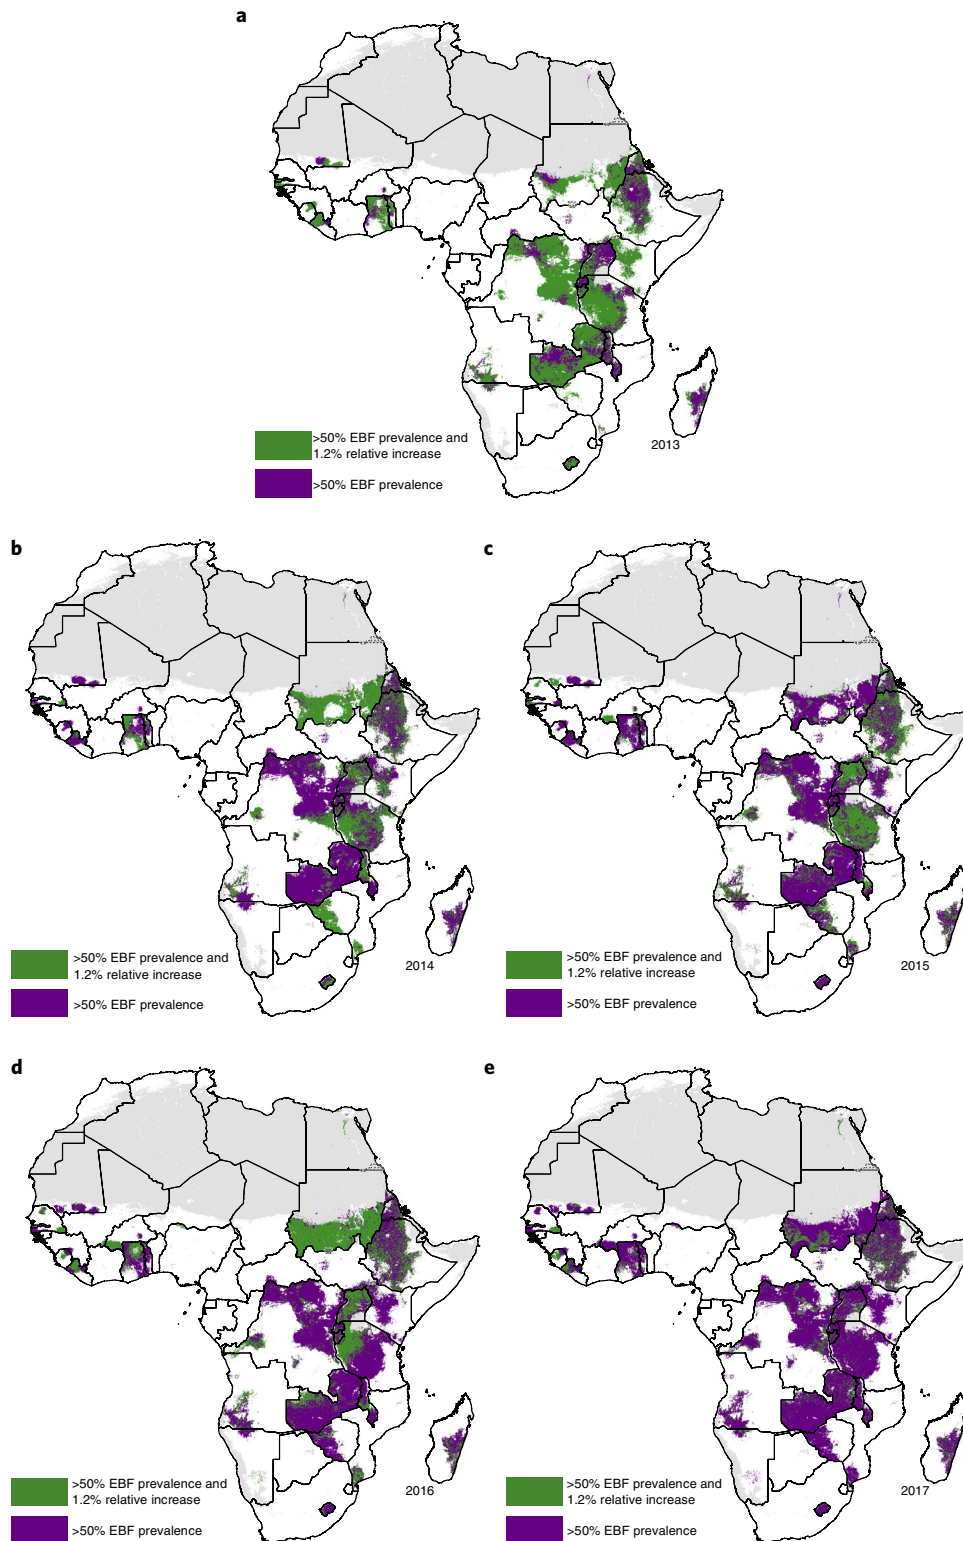 a
>50% EBF prevalence and
1.2% relative increase
>50% EBF prevalence
2013
b
>50% EBF prevalence and
1.2% relative increase
>50% EBF prevalence
2014
c
>50% EBF prevalence and
1.2% relative increase
>50% EBF prevalence
2015
d
>50% EBF prevalence and
1.2% relative increase
>50% EBF prevalence
2016
e
>50% EBF prevalence and
1.2% relative increase
>50% EBF prevalence
2017